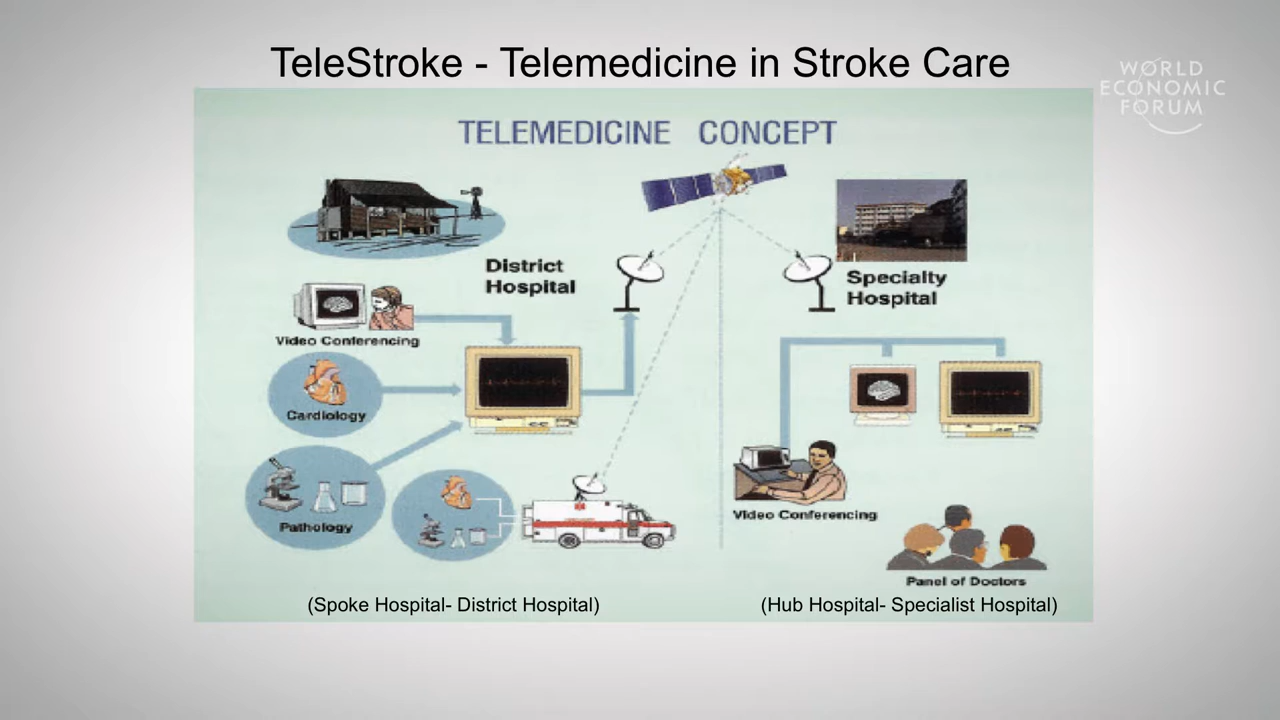 TeleStroke - Telemedicine in Stroke Care
WORLD
ECONOMIC
FORUM
TELEMEDICINE CONCEPT
District
Hospital
Specialty
Hospital
Video Conferencing
Cardiology
Pathology
Video Conferencing
Panel of Doctors
(Spoke Hospital- District Hospital)
(Hub Hospital- Specialist Hospital)